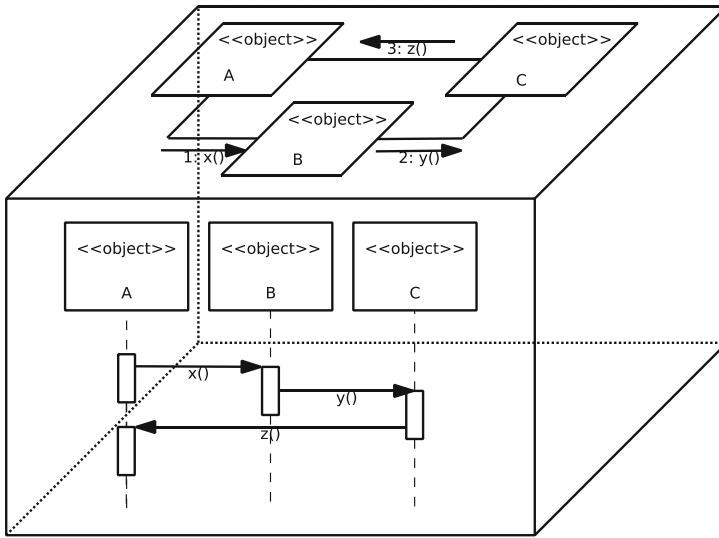 <<object>>
A
3: z()
<<object>>
C
<<object>>
B
1: x()
2: y()
<<object>>
A
<<object>>
B
<<object>>
C
x()
y()
z()